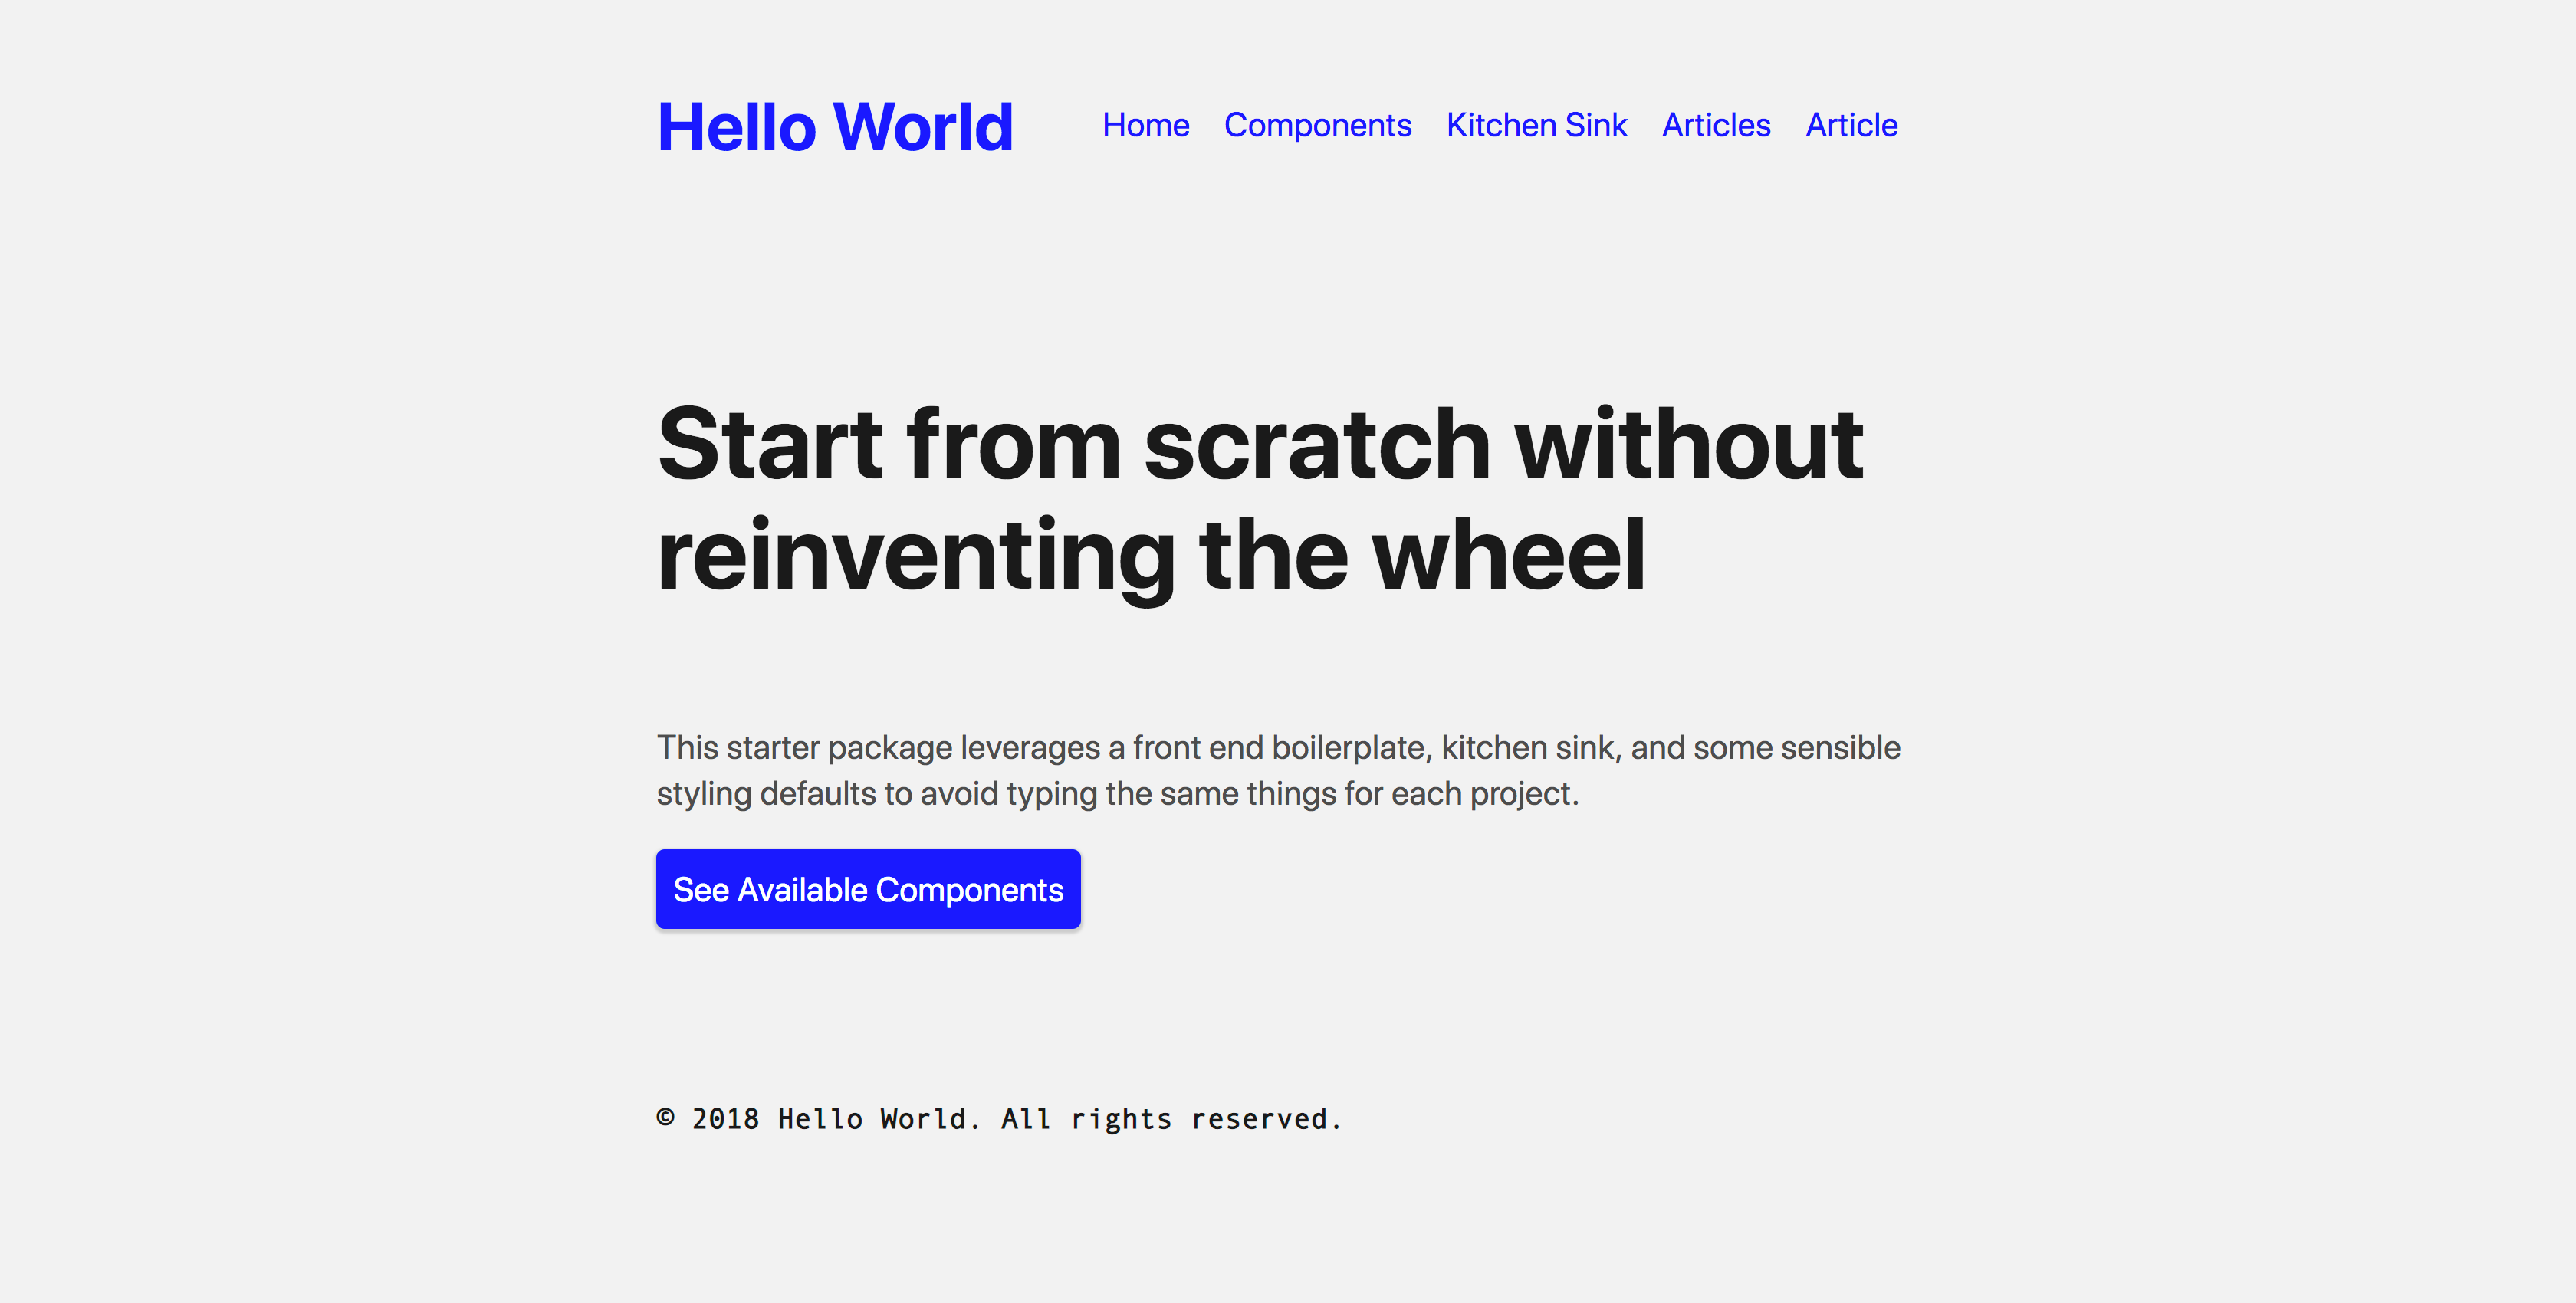 Hello World
Home Components Kitchen Sink Articles Article
Start from scratch without
reinventing the wheel
This starter package leverages a front end boilerplate, kitchen sink, and some sensible
styling defaults to avoid typing the same things for each project.
See Available Components
© 2018 Hello World. All rights reserved.